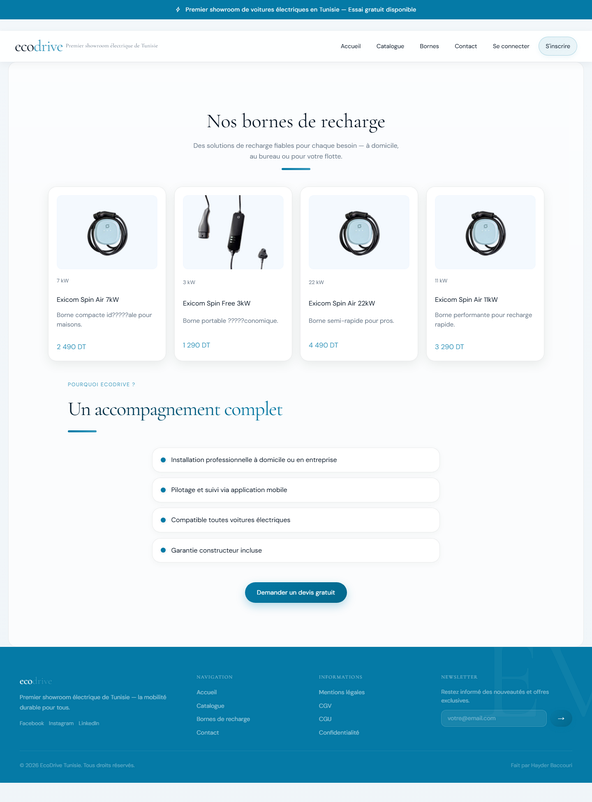 Premier showroom de voitures électriques en Tunisie — Essai gratuit disponible
ecodrive Premier showroom électrique de Tunisie
Accueil Catalogue Bornes Contact Se connecter S'inscrire
Nos bornes de recharge
Des solutions de recharge fiables pour chaque besoin — à domicile,
au bureau ou pour votre flotte.
7 kW
Exicom Spin Air 7kW
Borne compacte id?????ale pour
maisons.
2 490 DT
3 kW
Exicom Spin Free 3kW
Borne portable ?????conomique.
1 290 DT
22 kW
Exicom Spin Air 22kW
Borne semi-rapide pour pros.
4 490 DT
11 kW
Exicom Spin Air 11kW
Borne performante pour recharge
rapide.
3 290 DT
POURQUOI ECODRIVE ?
Un accompagnement complet
Installation professionnelle à domicile ou en entreprise
Pilotage et suivi via application mobile
Compatible toutes voitures électriques
Garantie constructeur incluse
Demander un devis gratuit
ecodrive
Premier showroom électrique de Tunisie — la mobilité
durable pour tous.
Facebook Instagram LinkedIn
NAVIGATION
Accueil
Catalogue
Bornes de recharge
Contact
INFORMATIONS
Mentions légales
CGV
CGU
Confidentialité
NEWSLETTER
Restez informé des nouveautés et offres
exclusives.
votre@email.com →
EV
© 2026 EcoDrive Tunisie. Tous droits réservés.
Fait par Hayder Baccouri